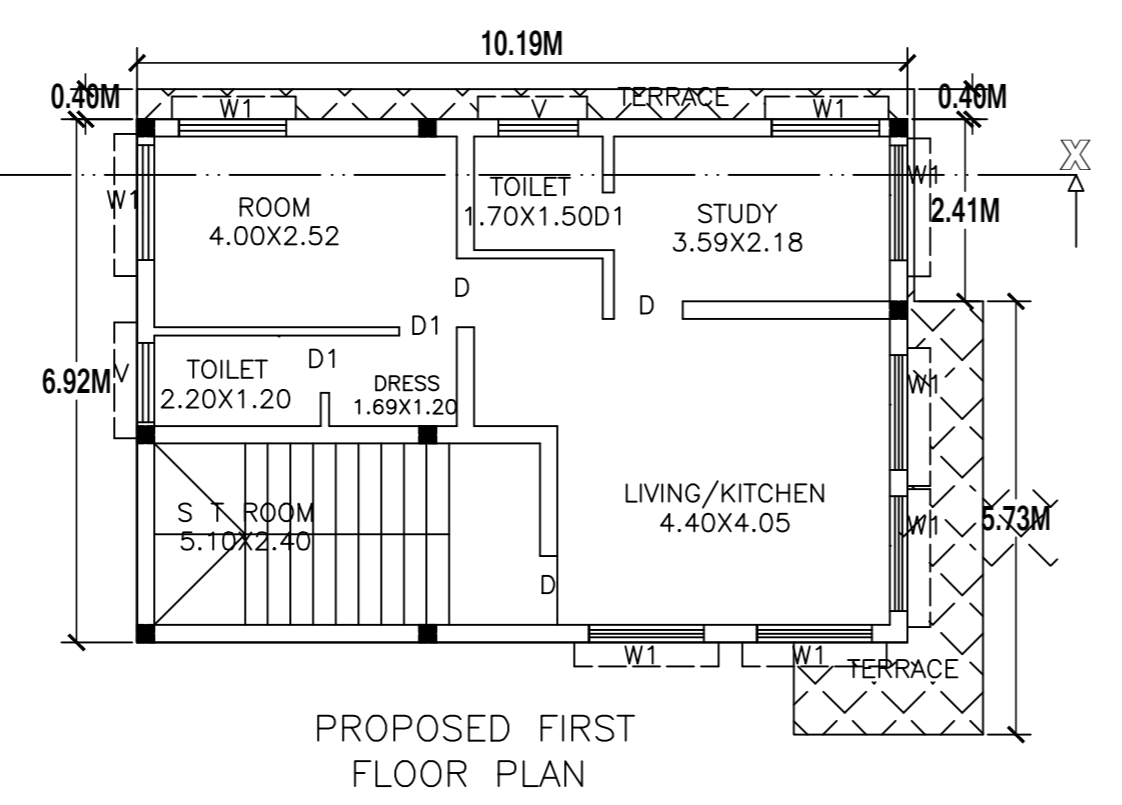 10.19M
0.40M
W1
V
TERRACE
W1
0.40M
X
W1
W1
2.41M
ROOM
4.00X2.52
TOILET
1.70X1.50
D1
STUDY
3.59X2.18
D
D
D1
6.92M
V
TOILET
2.20X1.20
D1
DRESS
1.69X1.20
W1
S T ROOM
5.10X2.40
LIVING/KITCHEN
4.40X4.05
W1
5.73M
D
W1
W1
TERRACE
PROPOSED FIRST
FLOOR PLAN